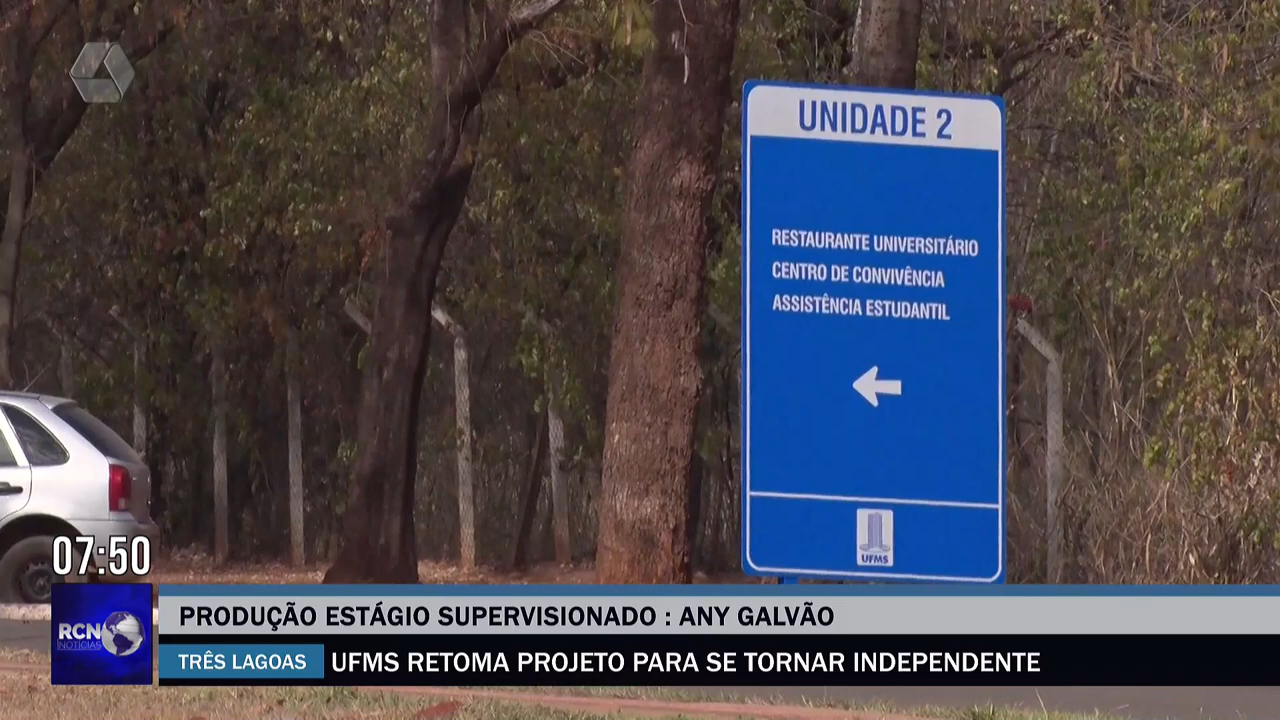 UNIDADE 2
RESTAURANTE UNIVERSITÁRIO
CENTRO DE CONVIVÊNCIA
ASSISTÊNCIA ESTUDANTIL
UFMS
07:50
RCN
NOTÍCIAS
PRODUÇÃO ESTÁGIO SUPERVISIONADO : ANY GALVÃO
TRÊS LAGOAS
UFMS RETOMA PROJETO PARA SE TORNAR INDEPENDENTE